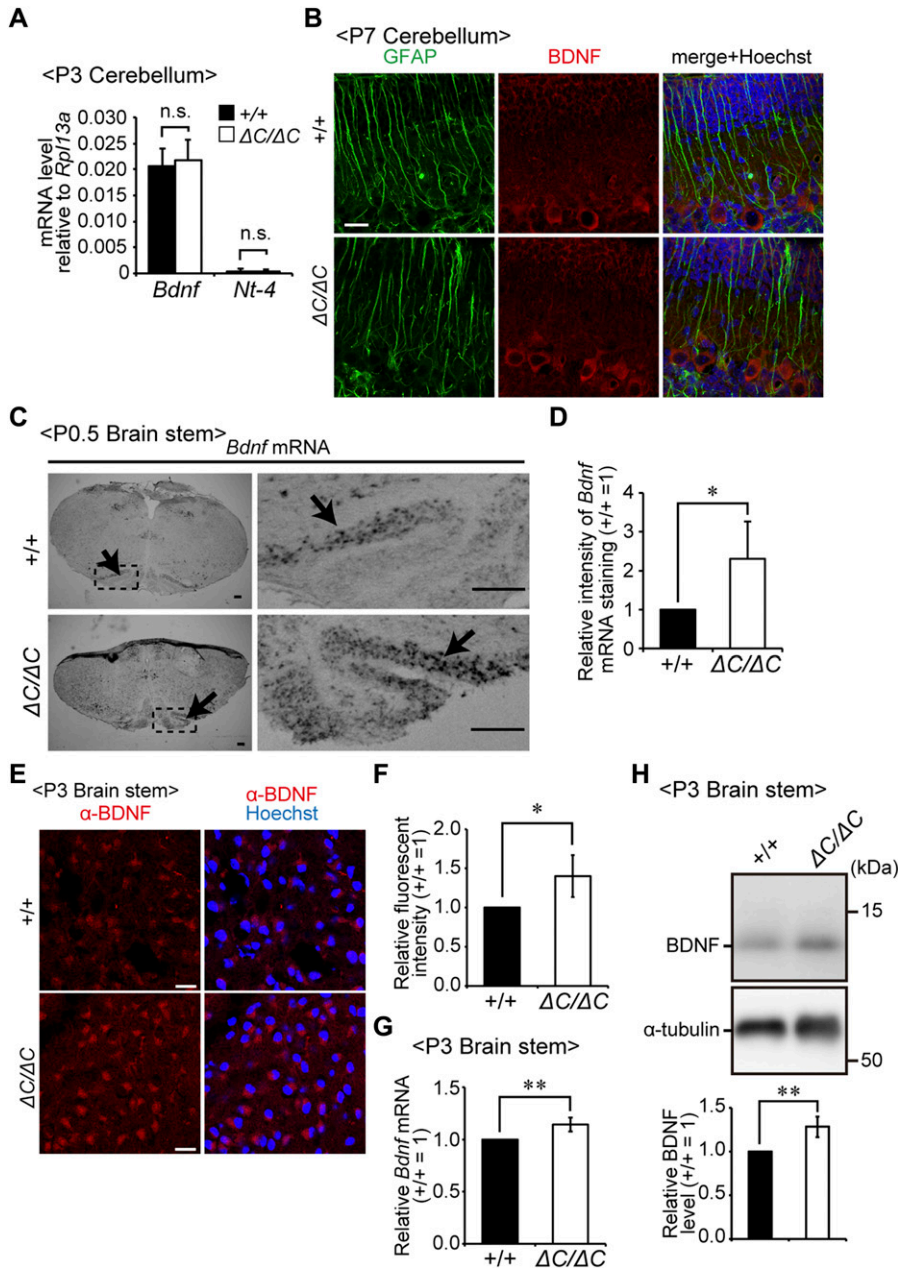 A
<P3 Cerebellum>
mRNA level
relative to Rpl13a
0.030
0.025
0.020
0.015
0.010
0.005
0
n.s.
n.s.
+/+
ΔC/ΔC
Bdnf
Nt-4
B
<P7 Cerebellum>
GFAP
BDNF
merge+Hoechst
+/+
ΔC/ΔC
C
<P0.5 Brain stem>
Bdnf mRNA
+/+
ΔC/ΔC
D
Relative intensity of Bdnf
mRNA staining (+/+ =1)
4
3
2
1
0
*
+/+
ΔC/ΔC
E
<P3 Brain stem>
α-BDNF
α-BDNF
Hoechst
+/+
ΔC/ΔC
F
Relative fluorescent
intensity (+/+ =1)
2.0
1.5
1.0
0.5
0
*
+/+
ΔC/ΔC
G
<P3 Brain stem>
Relative Bdnf mRNA
(+/+ = 1)
1.5
1.0
0.5
0.0
**
+/+
ΔC/ΔC
H
<P3 Brain stem>
+/+
ΔC/ΔC
(kDa)
15
BDNF
α-tubulin
50
Relative BDNF
level (+/+ = 1)
1.5
1.0
0.5
0.0
**